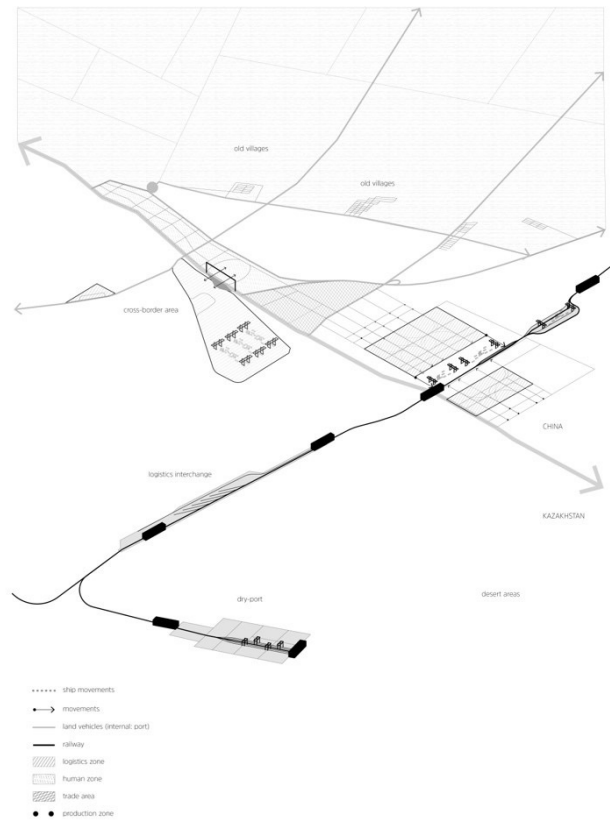 old villages
old villages
cross-border area
CHINA
logistics interchange
KAZAKHSTAN
dry-port
desert areas
ship movements
movements
land vehicles (internal: port)
railway
logistics zone
human zone
trade area
production zone